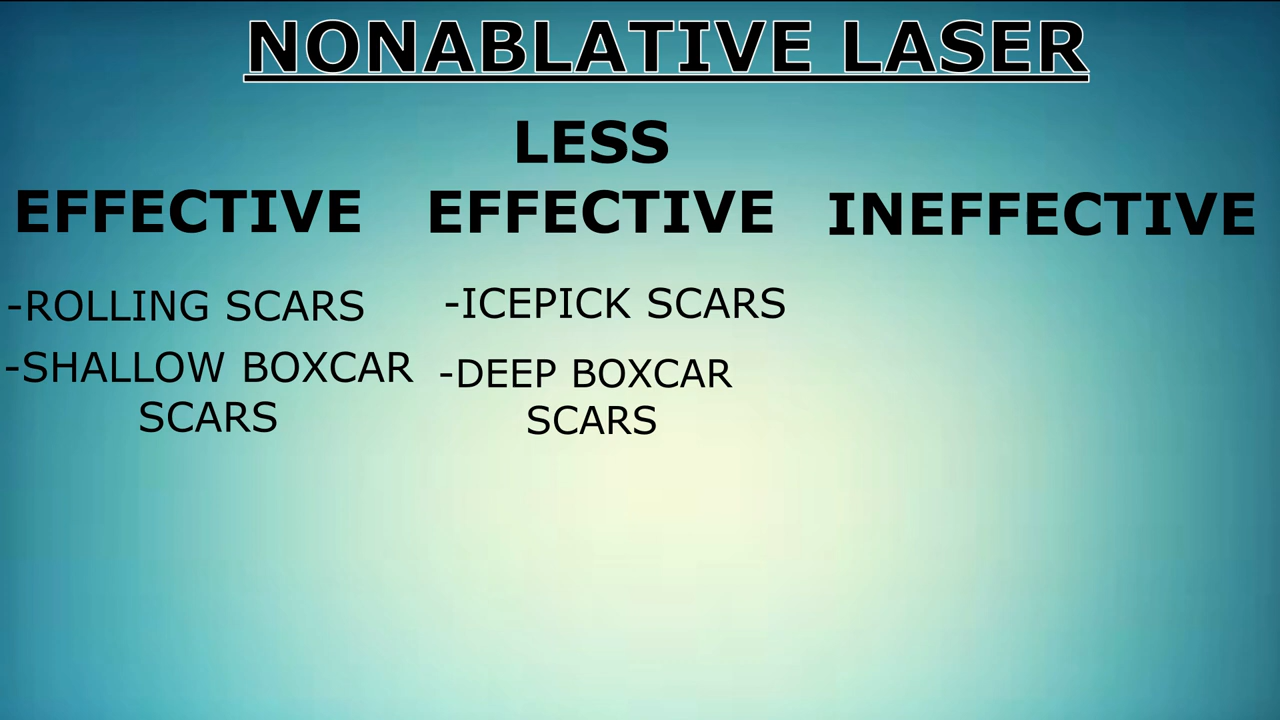 NONABLATIVE LASER
EFFECTIVE
-ROLLING SCARS
-SHALLOW BOXCAR
SCARS
LESS
EFFECTIVE
-ICEPICK SCARS
-DEEP BOXCAR
SCARS
INEFFECTIVE